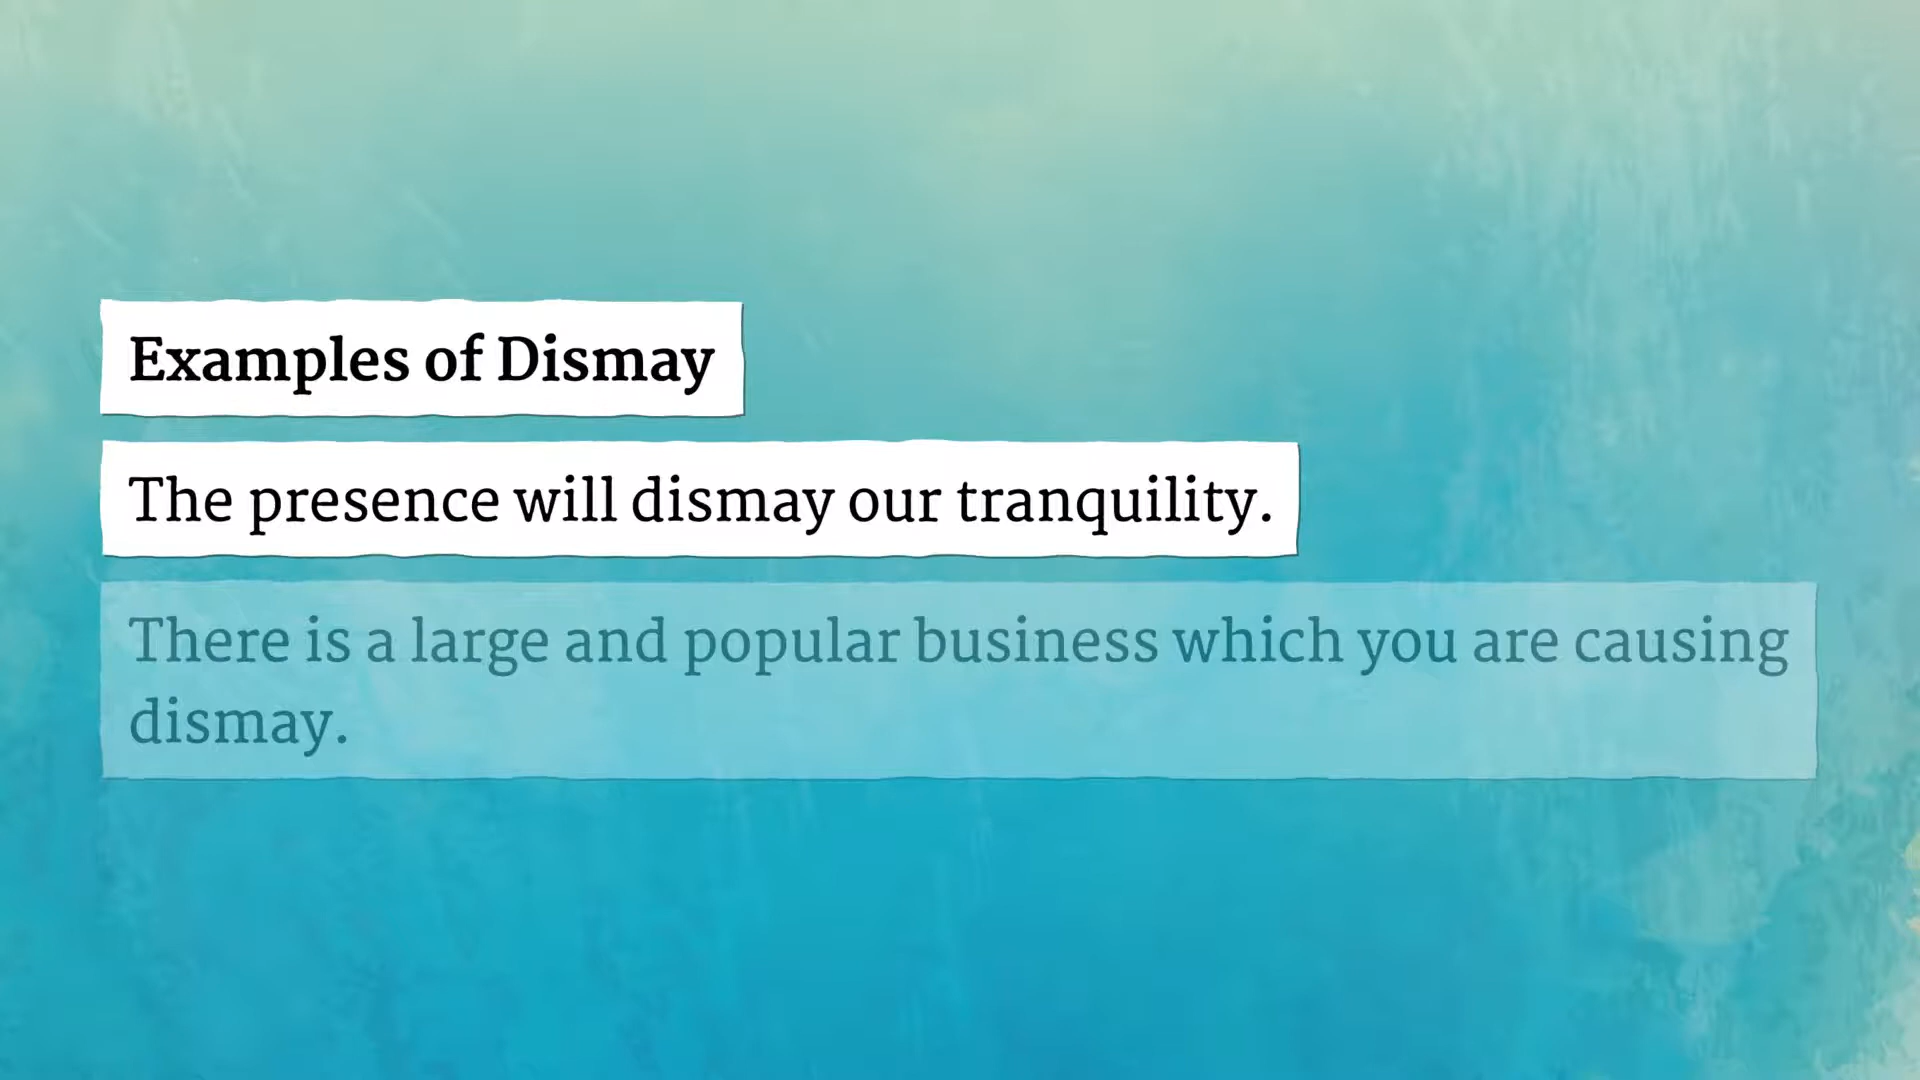 Examples of Dismay
The presence will dismay our tranquility.
There is a large and popular business which you are causing
dismay.